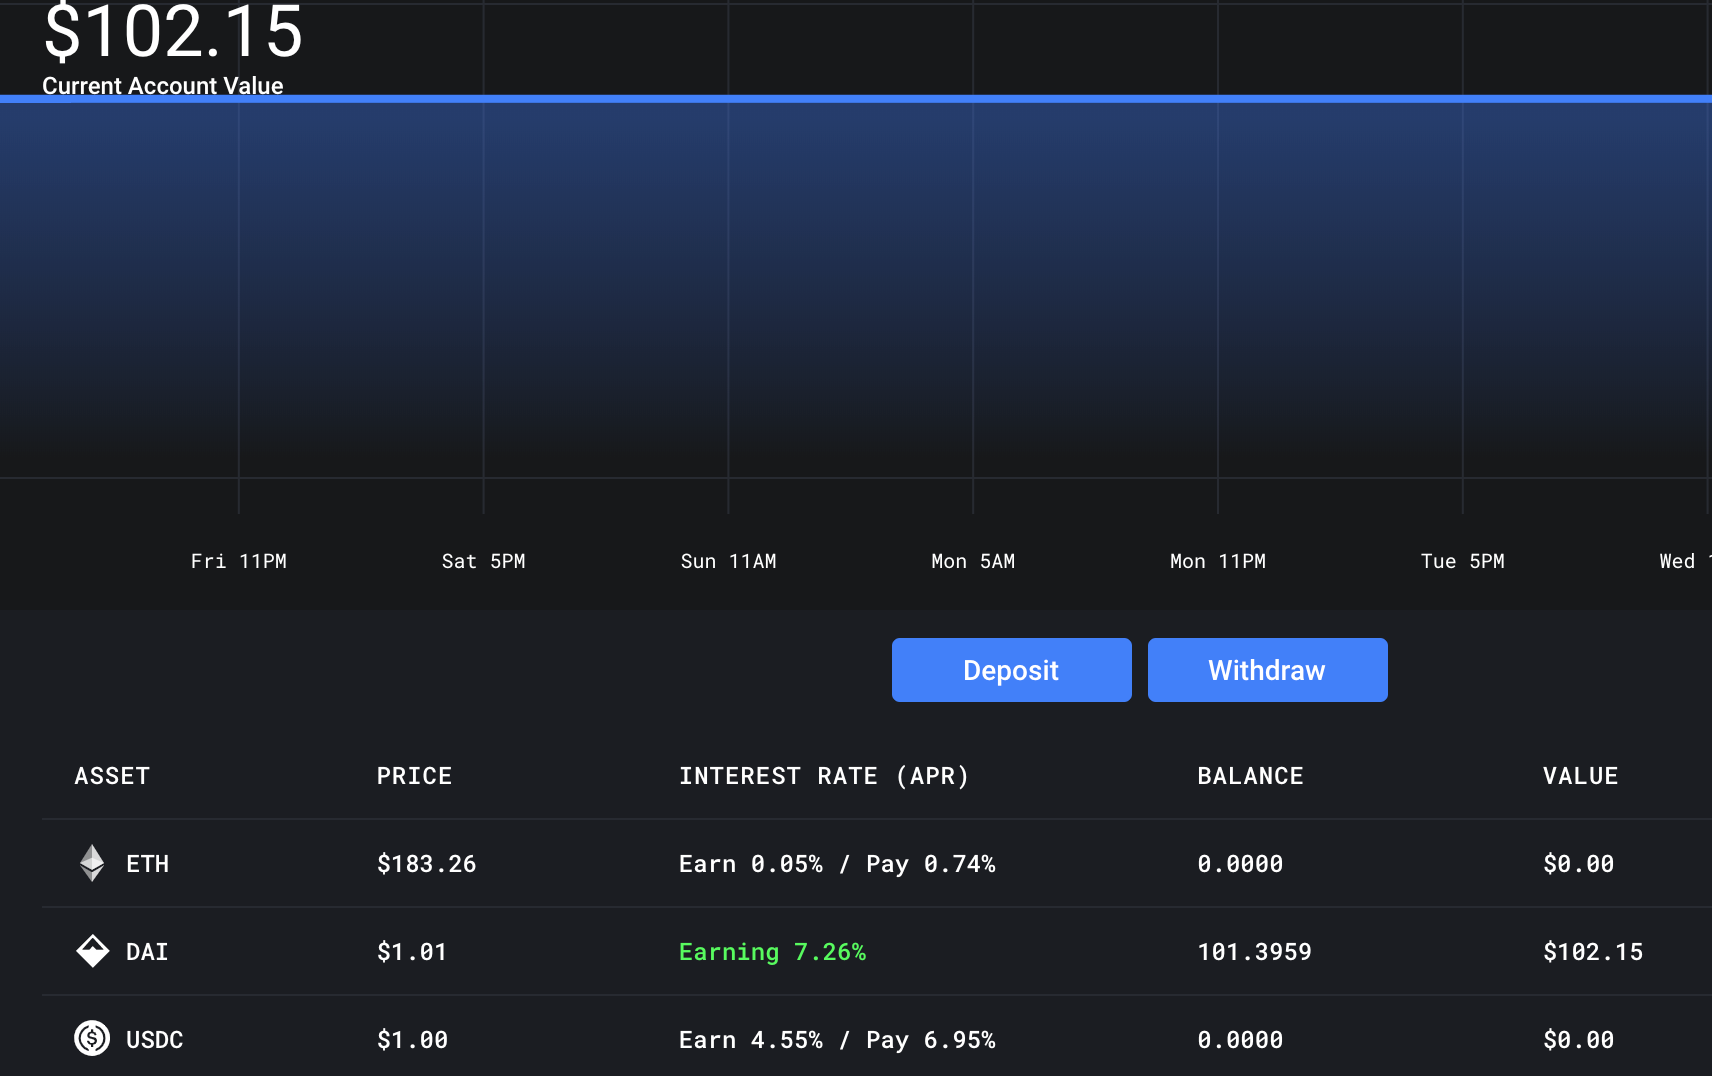 $102.15
Current Account Value
Fri 11PM Sat 5PM Sun 11AM Mon 5AM Mon 11PM Tue 5PM Wed
Deposit Withdraw
ASSET PRICE INTEREST RATE (APR) BALANCE VALUE
ETH $183.26 Earn 0.05% / Pay 0.74% 0.0000 $0.00
DAI $1.01 Earning 7.26% 101.3959 $102.15
USDC $1.00 Earn 4.55% / Pay 6.95% 0.0000 $0.00